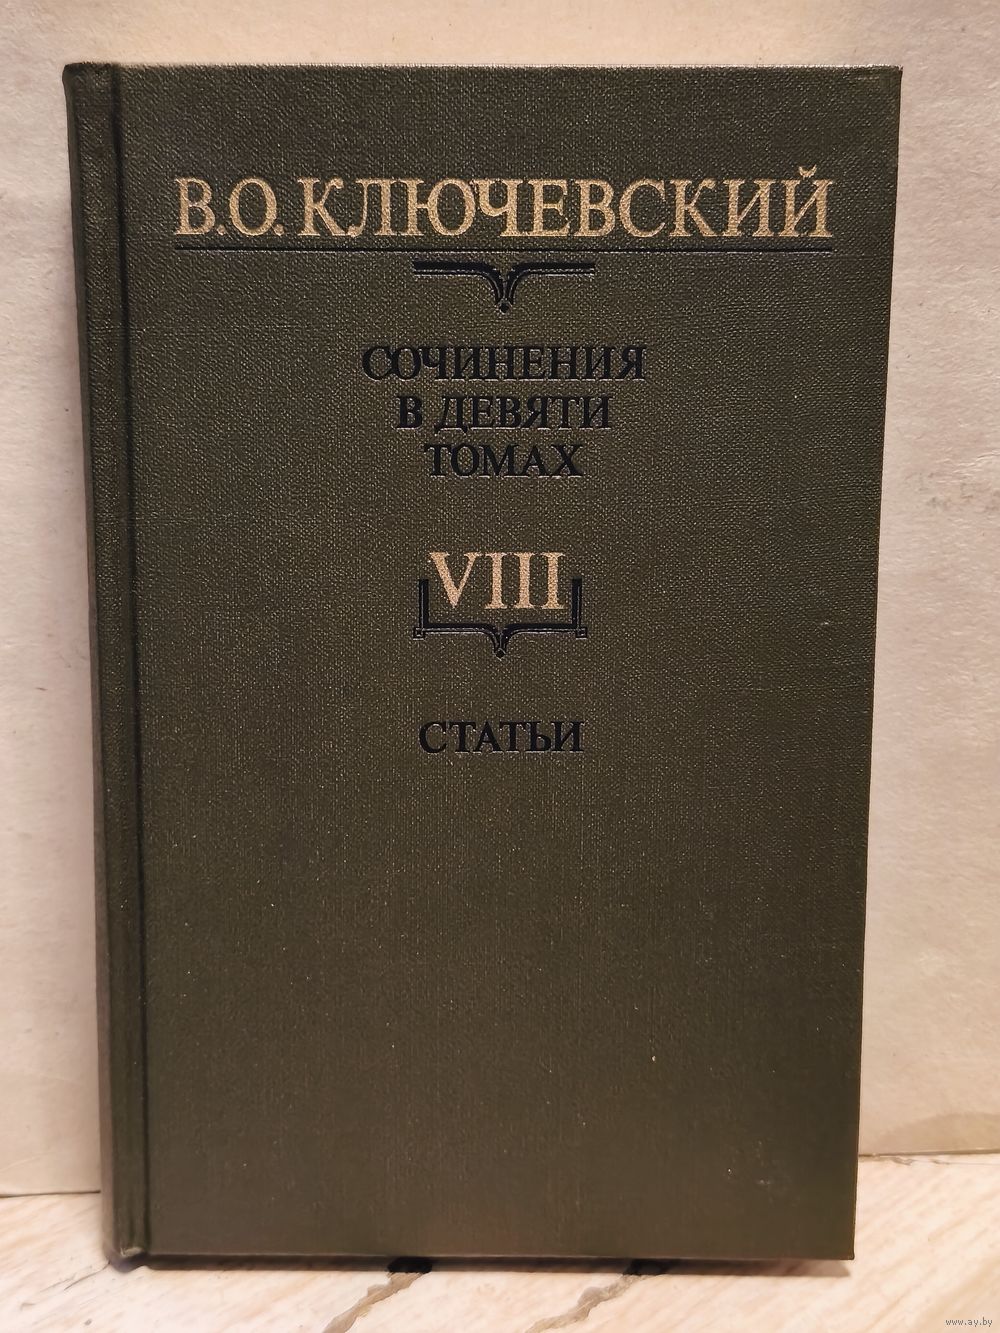 В.О. КЛЮЧЕВСКИЙ
СОЧИНЕНИЯ
В ДЕВЯТИ
ТОМАХ
VIII
СТАТЬИ
www.ay.by